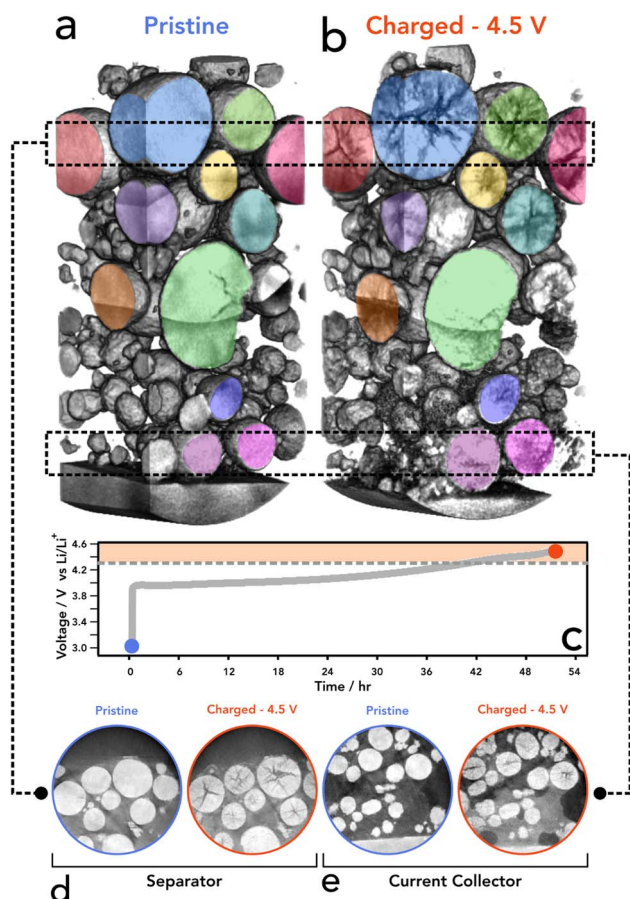 a Pristine b Charged - 4.5 V
Voltage / V vs Li/Li+
4.6
4.2
3.8
3.4
3.0
C
0 6 12 18 24 30 36 42 48 54
Time / hr
Pristine Charged - 4.5 V Pristine Charged - 4.5 V
Separator Current Collector
d e